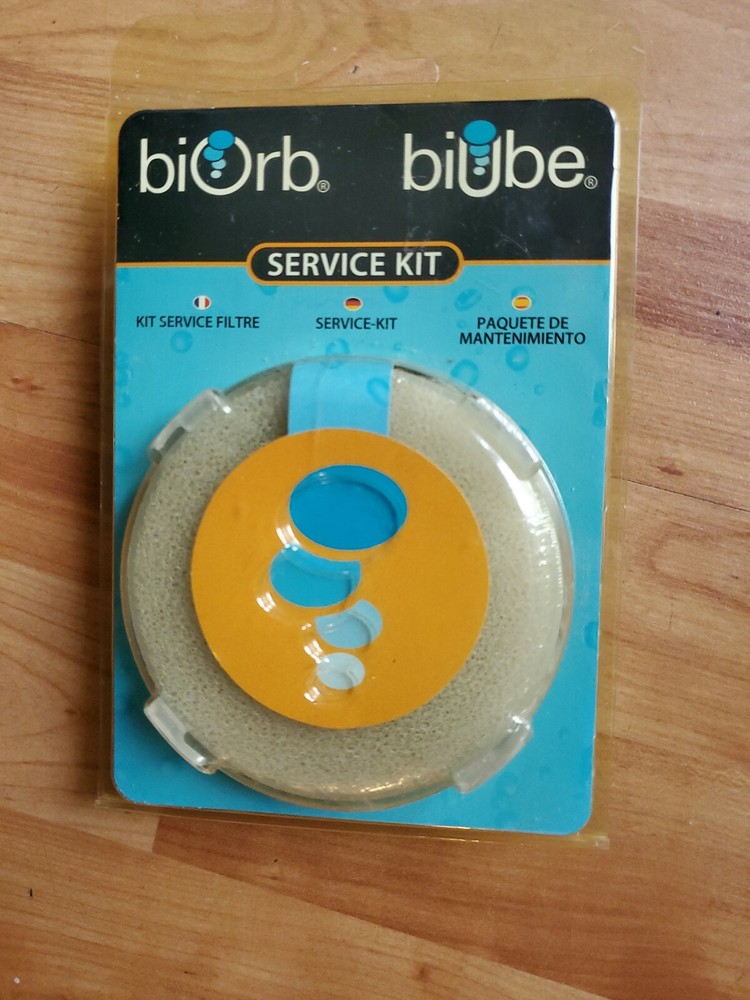 biOrb®
biUbe®
SERVICE KIT
KIT SERVICE FILTRE
SERVICE-KIT
PAQUETE DE
MANTENIMIENTO